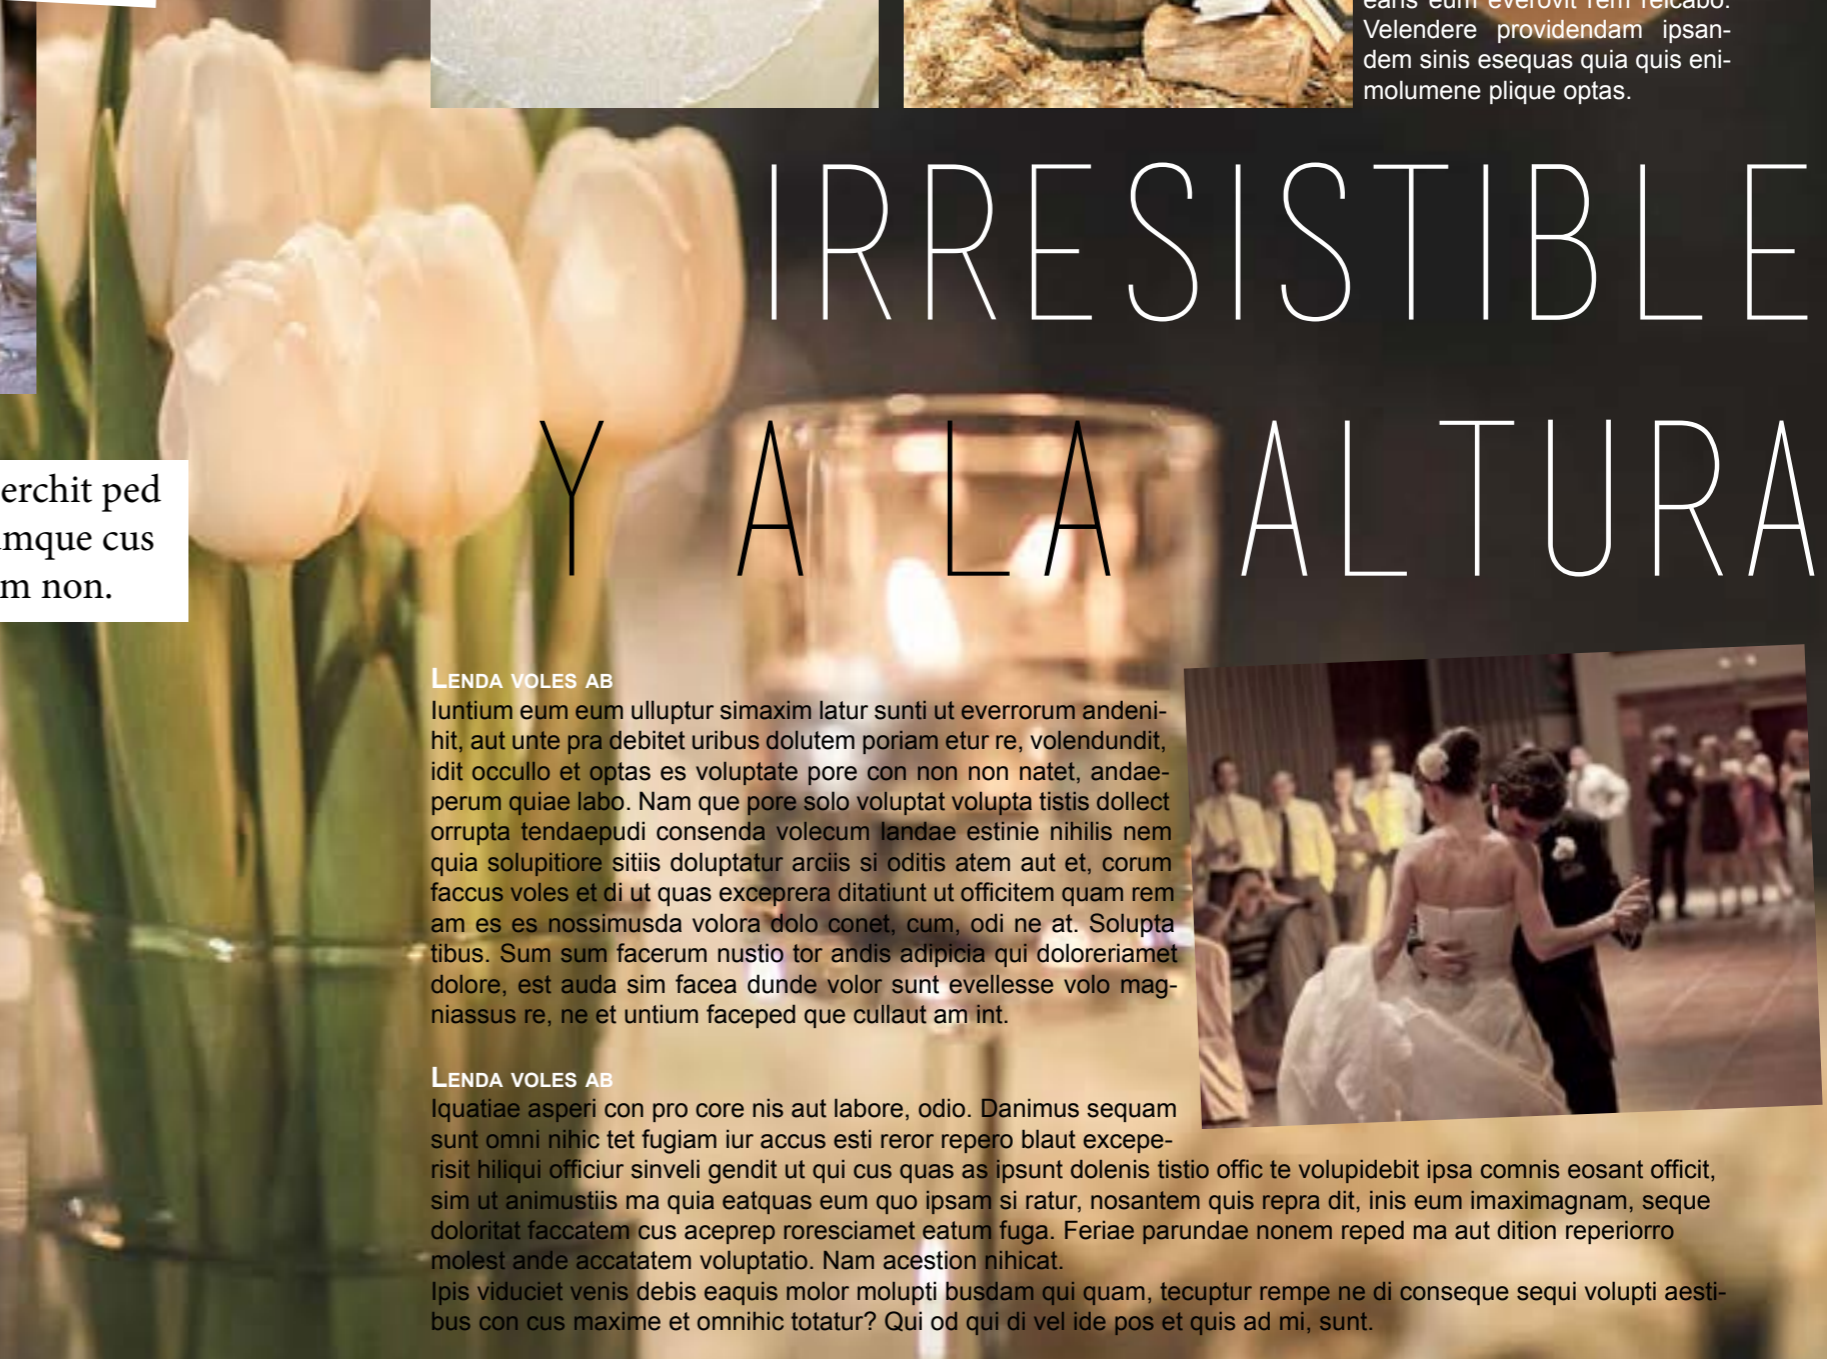 Velendere providendam ipsan-
dem sinis esequas quia quis eni-
molumene plique optas.
IRRESISTIBLE
Y A LA ALTURA
erchit ped
mque cus
m non.
LENDA VOLES AB
Iuntium eum eum ulluptur simaxim latur sunti ut everrorum andeni-
hit, aut unte pra debitet uribus dolutem poriam etur re, volendundit,
idit occullo et optas es voluptate pore con non non natet, andae-
perum quiae labo. Nam que pore solo voluptat volupta tistis dollect
orrupta tendaepudi consenda volecum landae estinie nihilis nem
quia solupitiore sitiis doluptatur arciis si oditis atem aut et, corum
faccus voles et di ut quas exceprera ditatiunt ut officitem quam rem
am es es nossimusda volora dolo conet, cum, odi ne at. Solupta
tibus. Sum sum facerum nustio tor andis adipicia qui doloreriamet
dolore, est auda sim facea dunde volor sunt evellesse volo mag-
niassus re, ne et untium faceped que cullaut am int.
LENDA VOLES AB
Iquatiae asperi con pro core nis aut labore, odio. Danimus sequam
sunt omni nihic tet fugiam iur accus esti reror repero blaut excepe-
risit hiliqui officiur sinveli gendit ut qui cus quas as ipsunt dolenis tistio offic te volupidebit ipsa comnis eosant officit,
sim ut animustiis ma quia eatquas eum quo ipsam si ratur, nosantem quis repra dit, inis eum imaximagnam, seque
doloritat faccatem cus aceprep roresciamet eatum fuga. Feriae parundae nonem reped ma aut dition reperiorro
molest ande accatatem voluptatio. Nam acestion nihicat.
Ipis viduciet venis debis eaquis molor molupti busdam qui quam, tecuptur rempe ne di conseque sequi volupti aesti-
bus con cus maxime et omnihic totatur? Qui od qui di vel ide pos et quis ad mi, sunt.